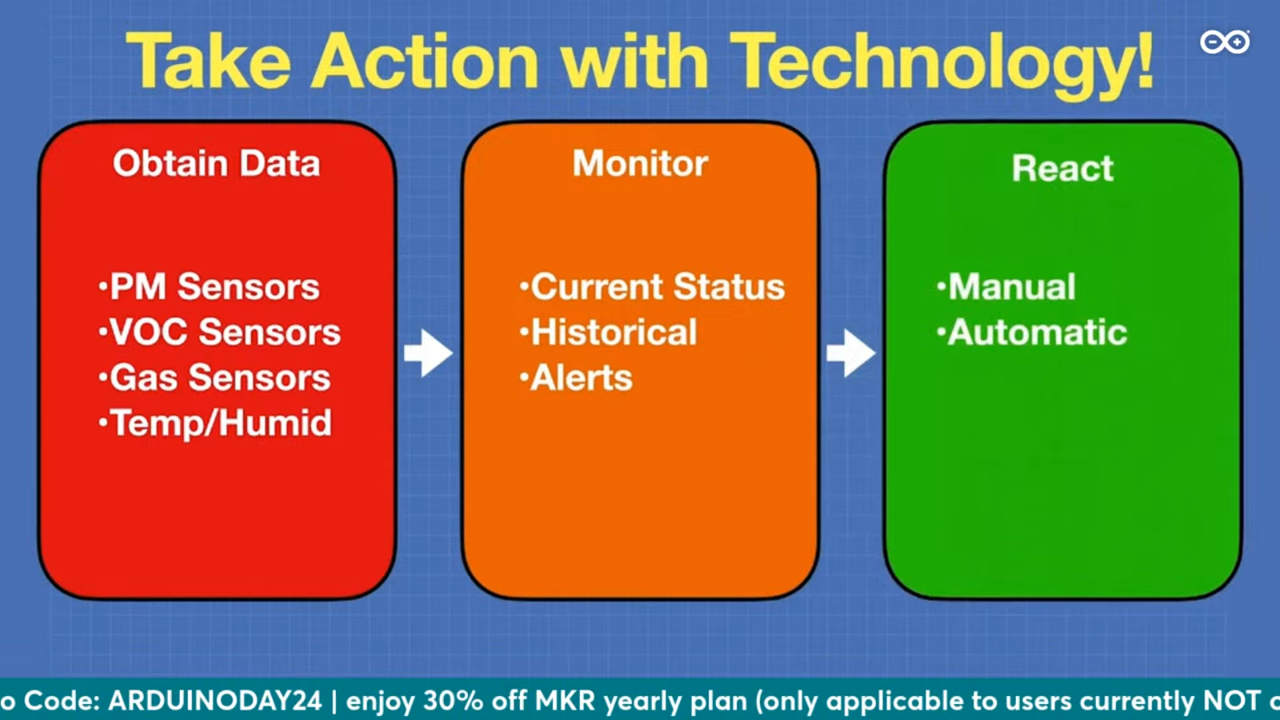 Take Action with Technology!
Obtain Data
•PM Sensors
•VOC Sensors
•Gas Sensors
•Temp/Humid
Monitor
•Current Status
•Historical
•Alerts
React
•Manual
•Automatic
o Code: ARDUINODAY24 | enjoy 30% off MKR yearly plan (only applicable to users currently NOT